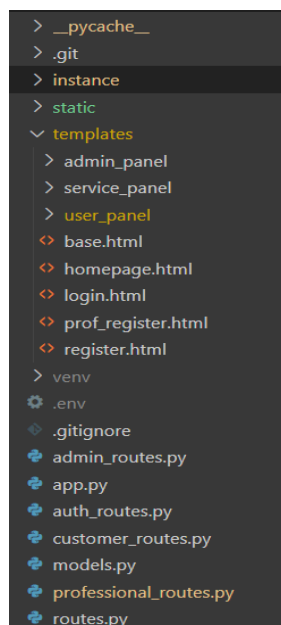 __pycache__
.git
instance
static
templates
admin_panel
service_panel
user_panel
base.html
homepage.html
login.html
prof_register.html
register.html
venv
.env
.gitignore
admin_routes.py
app.py
auth_routes.py
customer_routes.py
models.py
professional_routes.py
routes.py